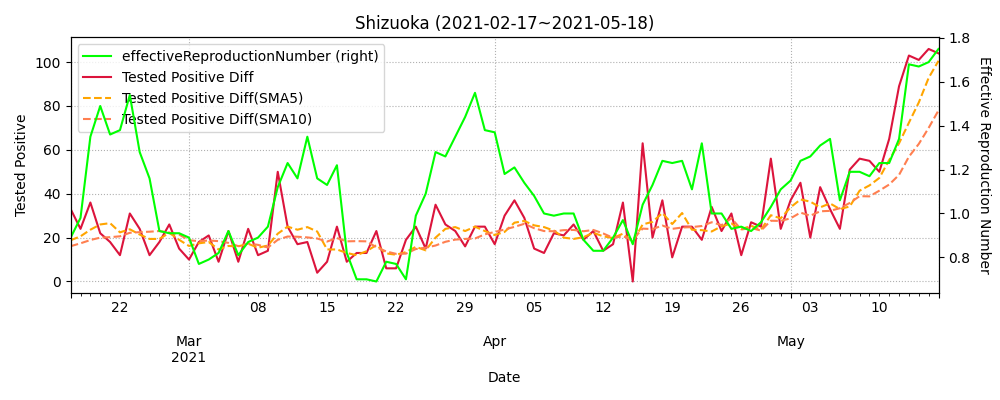 Shizuoka (2021-02-17~2021-05-18)
effectiveReproductionNumber (right)
Tested Positive Diff
Tested Positive Diff(SMA5)
Tested Positive Diff(SMA10)
Tested Positive
100
80
60
40
20
0
1.8
1.6
1.4
1.2
1.0
0.8
Effective Reproduction Number
22 08 15 22 29 05 12 19 26 03 10
Mar Apr May
2021
Date